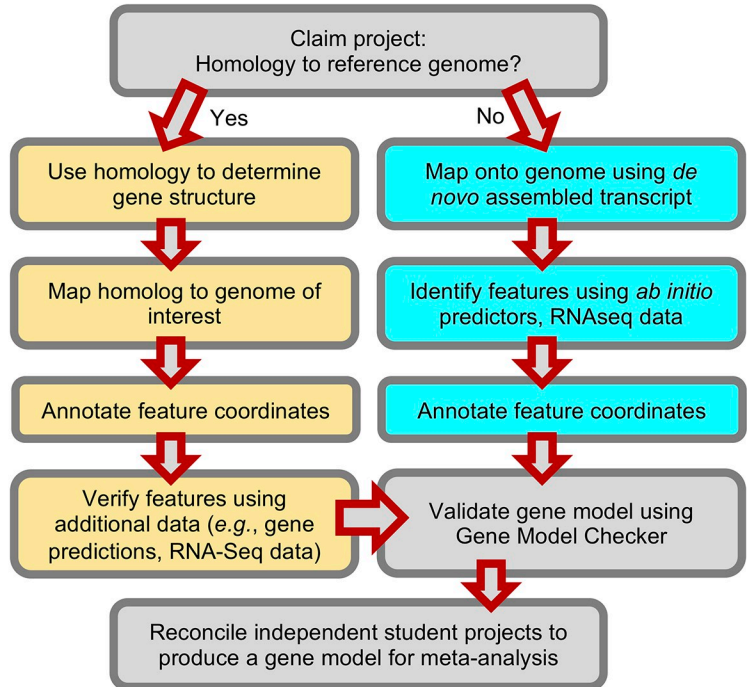 Claim project:
Homology to reference genome?
Yes
No
Use homology to determine
gene structure
Map onto genome using de
novo assembled transcript
Map homolog to genome of
interest
Identify features using ab initio
predictors, RNAseq data
Annotate feature coordinates
Annotate feature coordinates
Verify features using
additional data (e.g., gene
predictions, RNA-Seq data)
Validate gene model using
Gene Model Checker
Reconcile independent student projects to
produce a gene model for meta-analysis